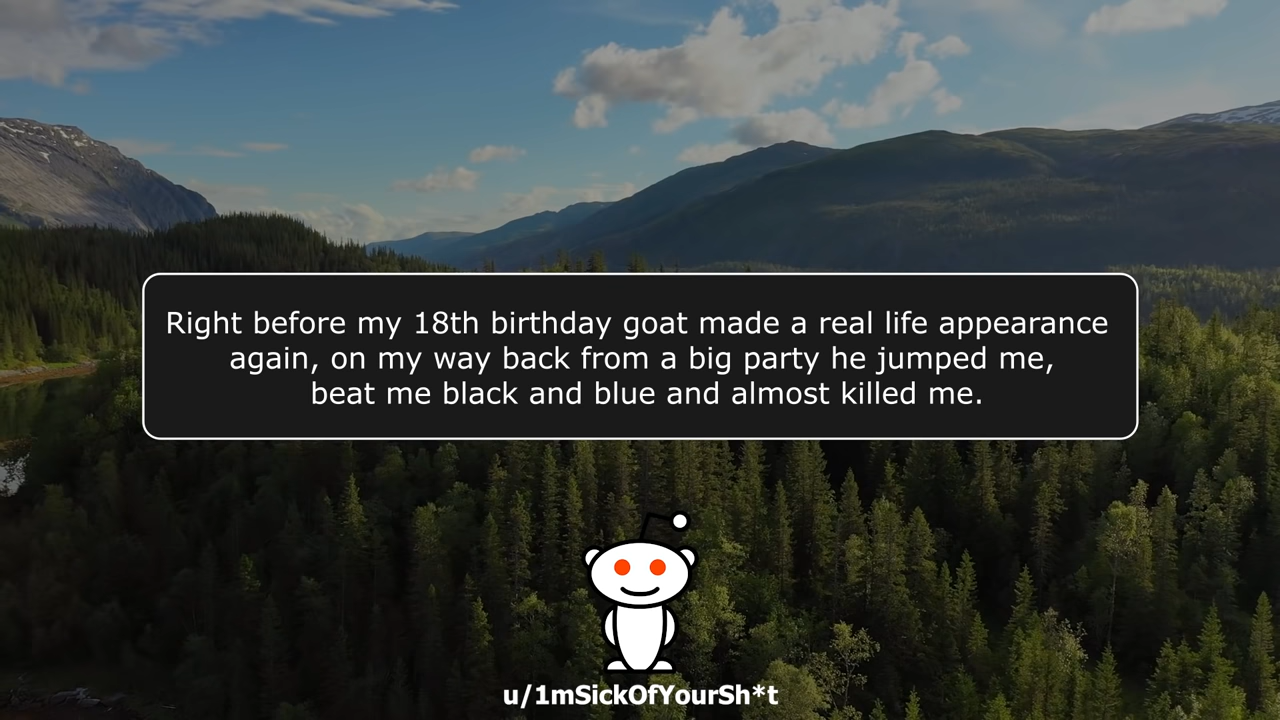 Right before my 18th birthday goat made a real life appearance
again, on my way back from a big party he jumped me,
beat me black and blue and almost killed me.
u/1mSickOfYourSh*t